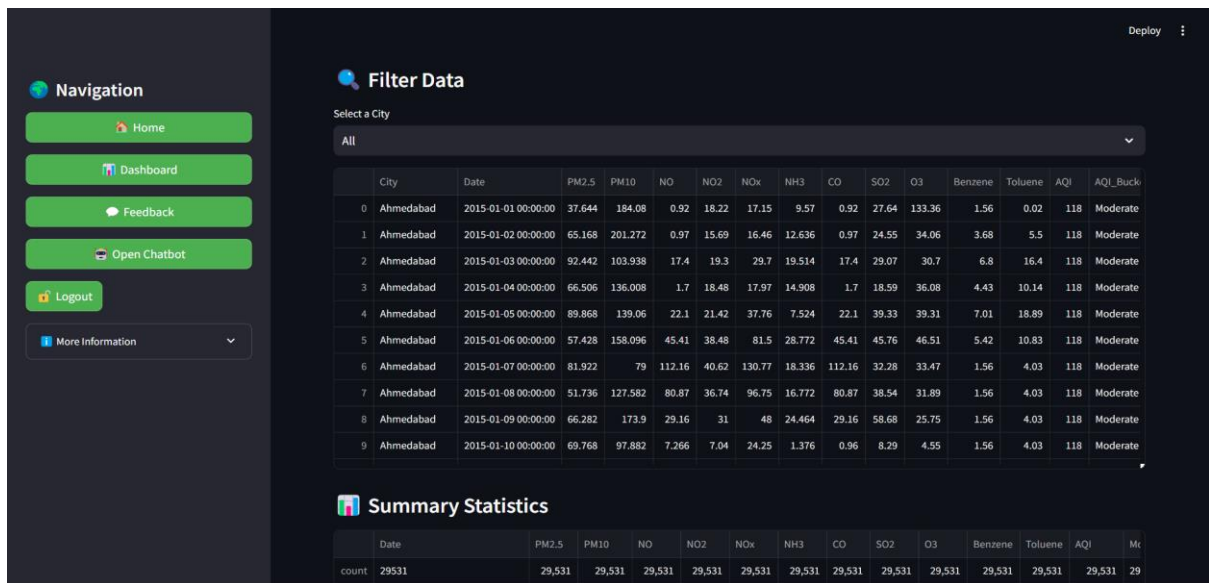 Deploy
Navigation
Home
Dashboard
Feedback
Open Chatbot
Logout
More Information
Filter Data
Select a City
All
City Date PM2.5 PM10 NO NO2 NOx NH3 CO SO2 O3 Benzene Toluene AQI AQI_Buck
0 Ahmedabad 2015-01-01 00:00:00 37.644 184.08 0.92 18.22 17.15 9.57 0.92 27.64 133.36 1.56 0.02 118 Moderate
1 Ahmedabad 2015-01-02 00:00:00 65.168 201.272 0.97 15.69 16.46 12.636 0.97 24.55 34.06 3.68 5.5 118 Moderate
2 Ahmedabad 2015-01-03 00:00:00 92.442 103.938 17.4 19.3 29.7 19.514 17.4 29.07 30.7 6.8 16.4 118 Moderate
3 Ahmedabad 2015-01-04 00:00:00 66.506 136.008 1.7 18.48 17.97 14.908 1.7 18.59 36.08 4.43 10.14 118 Moderate
4 Ahmedabad 2015-01-05 00:00:00 89.868 139.06 22.1 21.42 37.76 7.524 22.1 39.33 39.31 7.01 18.89 118 Moderate
5 Ahmedabad 2015-01-06 00:00:00 57.428 158.096 45.41 38.48 81.5 28.772 45.41 45.76 46.51 5.42 10.83 118 Moderate
6 Ahmedabad 2015-01-07 00:00:00 81.922 79 112.16 40.62 130.77 18.336 112.16 32.28 33.47 1.56 4.03 118 Moderate
7 Ahmedabad 2015-01-08 00:00:00 51.736 127.582 80.87 36.74 96.75 16.772 80.87 38.54 31.89 1.56 4.03 118 Moderate
8 Ahmedabad 2015-01-09 00:00:00 66.282 173.9 29.16 31 48 24.464 29.16 58.68 25.75 1.56 4.03 118 Moderate
9 Ahmedabad 2015-01-10 00:00:00 69.768 97.882 7.266 7.04 24.25 1.376 0.96 8.29 4.55 1.56 4.03 118 Moderate
Summary Statistics
Date PM2.5 PM10 NO NO2 NOx NH3 CO SO2 O3 Benzene Toluene AQI Mo
count 29531 29,531 29,531 29,531 29,531 29,531 29,531 29,531 29,531 29,531 29,531 29,531 29,531 29